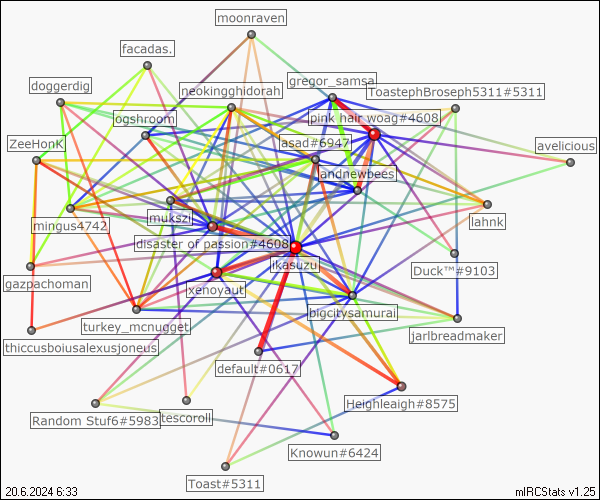 moonraven
facadas.
gregor_samsa
doggerdig
neokingghidorah
ToastephBroseph5311#5311
ogshroom
pink hair woag#4608
ZeeHonK
asad#6947
avelicious
andnewbees
mingus4742
mukszi
lahnk
disaster of passion#4608
ikasuzu
gazpachoman
xenoyaut
Duck™#9103
turkey_mcnugget
bigcitysamurai
jarlbreadmaker
thiccusboiusalexusjoneus
default#0617
Heighleaigh#8575
Random Stuf6#5983
tescoroll
Knowun#6424
Toast#5311
20.6.2024 6:33
mIRCStats v1.25